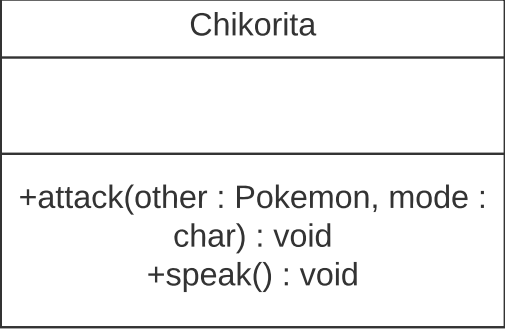 Chikorita
+attack(other : Pokemon, mode :
char) : void
+speak() : void